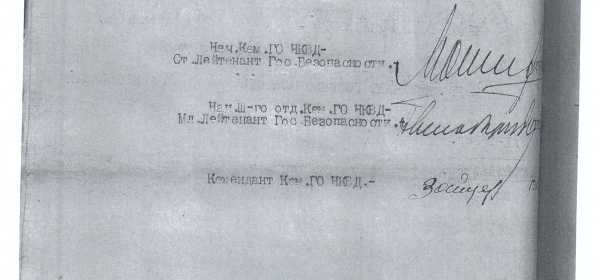 Нач.Кем.ГО НКВД-
Ст.Лейтенант Гос.Безопасности.
Нач.Ш-го отд.Кем.ГО НКВД-
Мл.Лейтенант Гос.Безопасности.
Комендант Кем.ГО НКВД.-
Зайцев